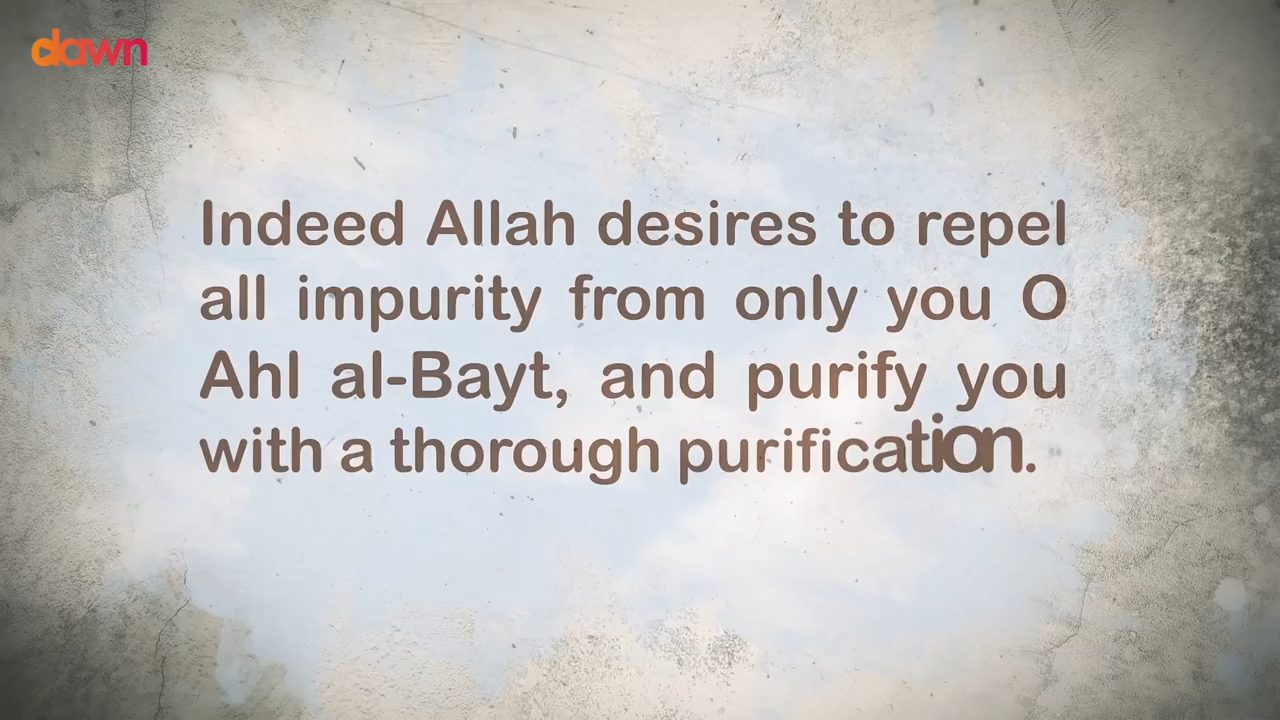 dawn
Indeed Allah desires to repel
all impurity from only you O
Ahl al-Bayt, and purify you
with a thorough purification.